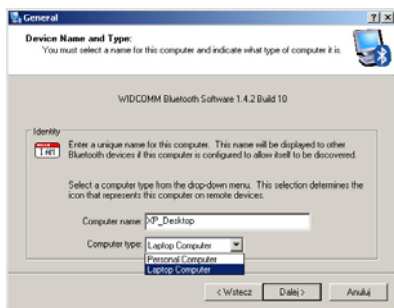 General
Device Name and Type:
You must select a name for this computer and indicate what type of computer it is.
WIDCOMM Bluetooth Software 1.4.2 Build 10
Identity
Enter a unique name for this computer. This name will be displayed to other
Bluetooth devices if this computer is configured to allow itself to be discovered.
Select a computer type from the drop-down menu. This selection determines the
icon that represents this computer on remote devices.
Computer name: XP_Desktop
Computer type: Laptop Computer
Personal Computer
Laptop Computer
< Wstecz
Dalej >
Anuluj